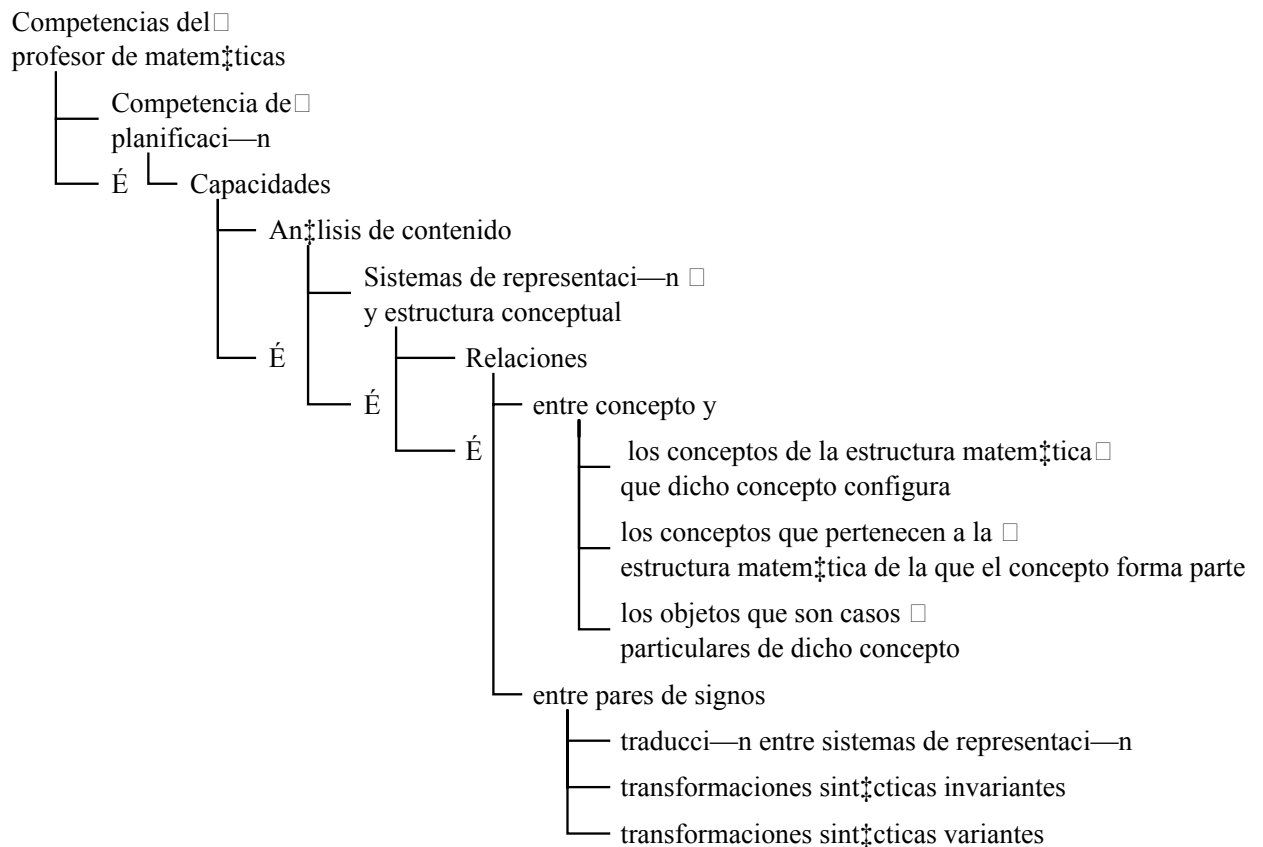 Competencias del□
profesor de matem‡ticas
Competencia de□
planificaci—n
É
Capacidades
An‡lisis de contenido
Sistemas de representaci—n □
y estructura conceptual
É
Relaciones
É
entre concepto y
É
los conceptos de la estructura matem‡tica□
que dicho concepto configura
los conceptos que pertenecen a la □
estructura matem‡tica de la que el concepto forma parte
los objetos que son casos □
particulares de dicho concepto
entre pares de signos
traducci—n entre sistemas de representaci—n
transformaciones sint‡cticas invariantes
transformaciones sint‡cticas variantes